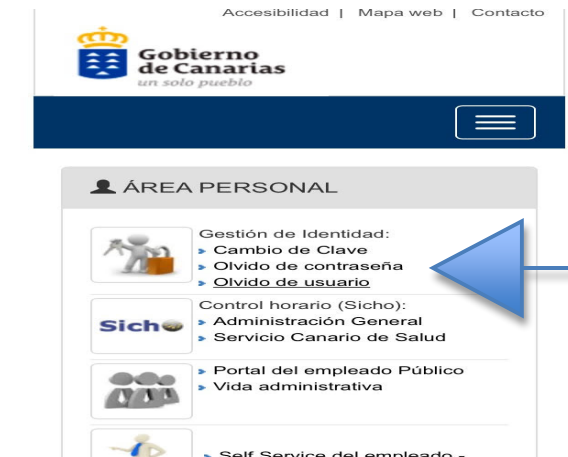 Accesibilidad | Mapa web | Contacto
Gobierno
de Canarias
un solo pueblo
ÁREA PERSONAL
Gestión de Identidad:
Cambio de Clave
Olvido de contraseña
Olvido de usuario
Sicho
Control horario (Sicho):
Administración General
Servicio Canario de Salud
Portal del empleado Público
Vida administrativa
Self Service del empleado -